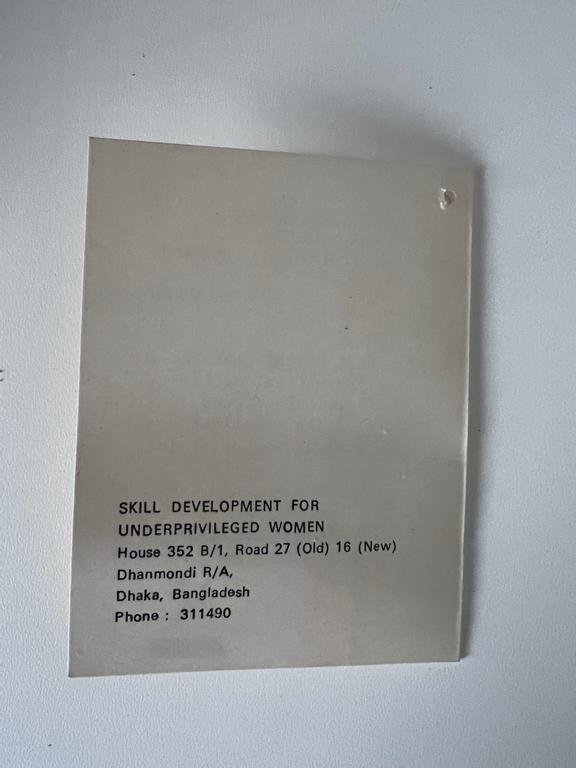 SKILL DEVELOPMENT FOR
UNDERPRIVILEGED WOMEN
House 352 B/1, Road 27 (Old) 16 (New)
Dhanmondi R/A,
Dhaka, Bangladesh
Phone : 311490